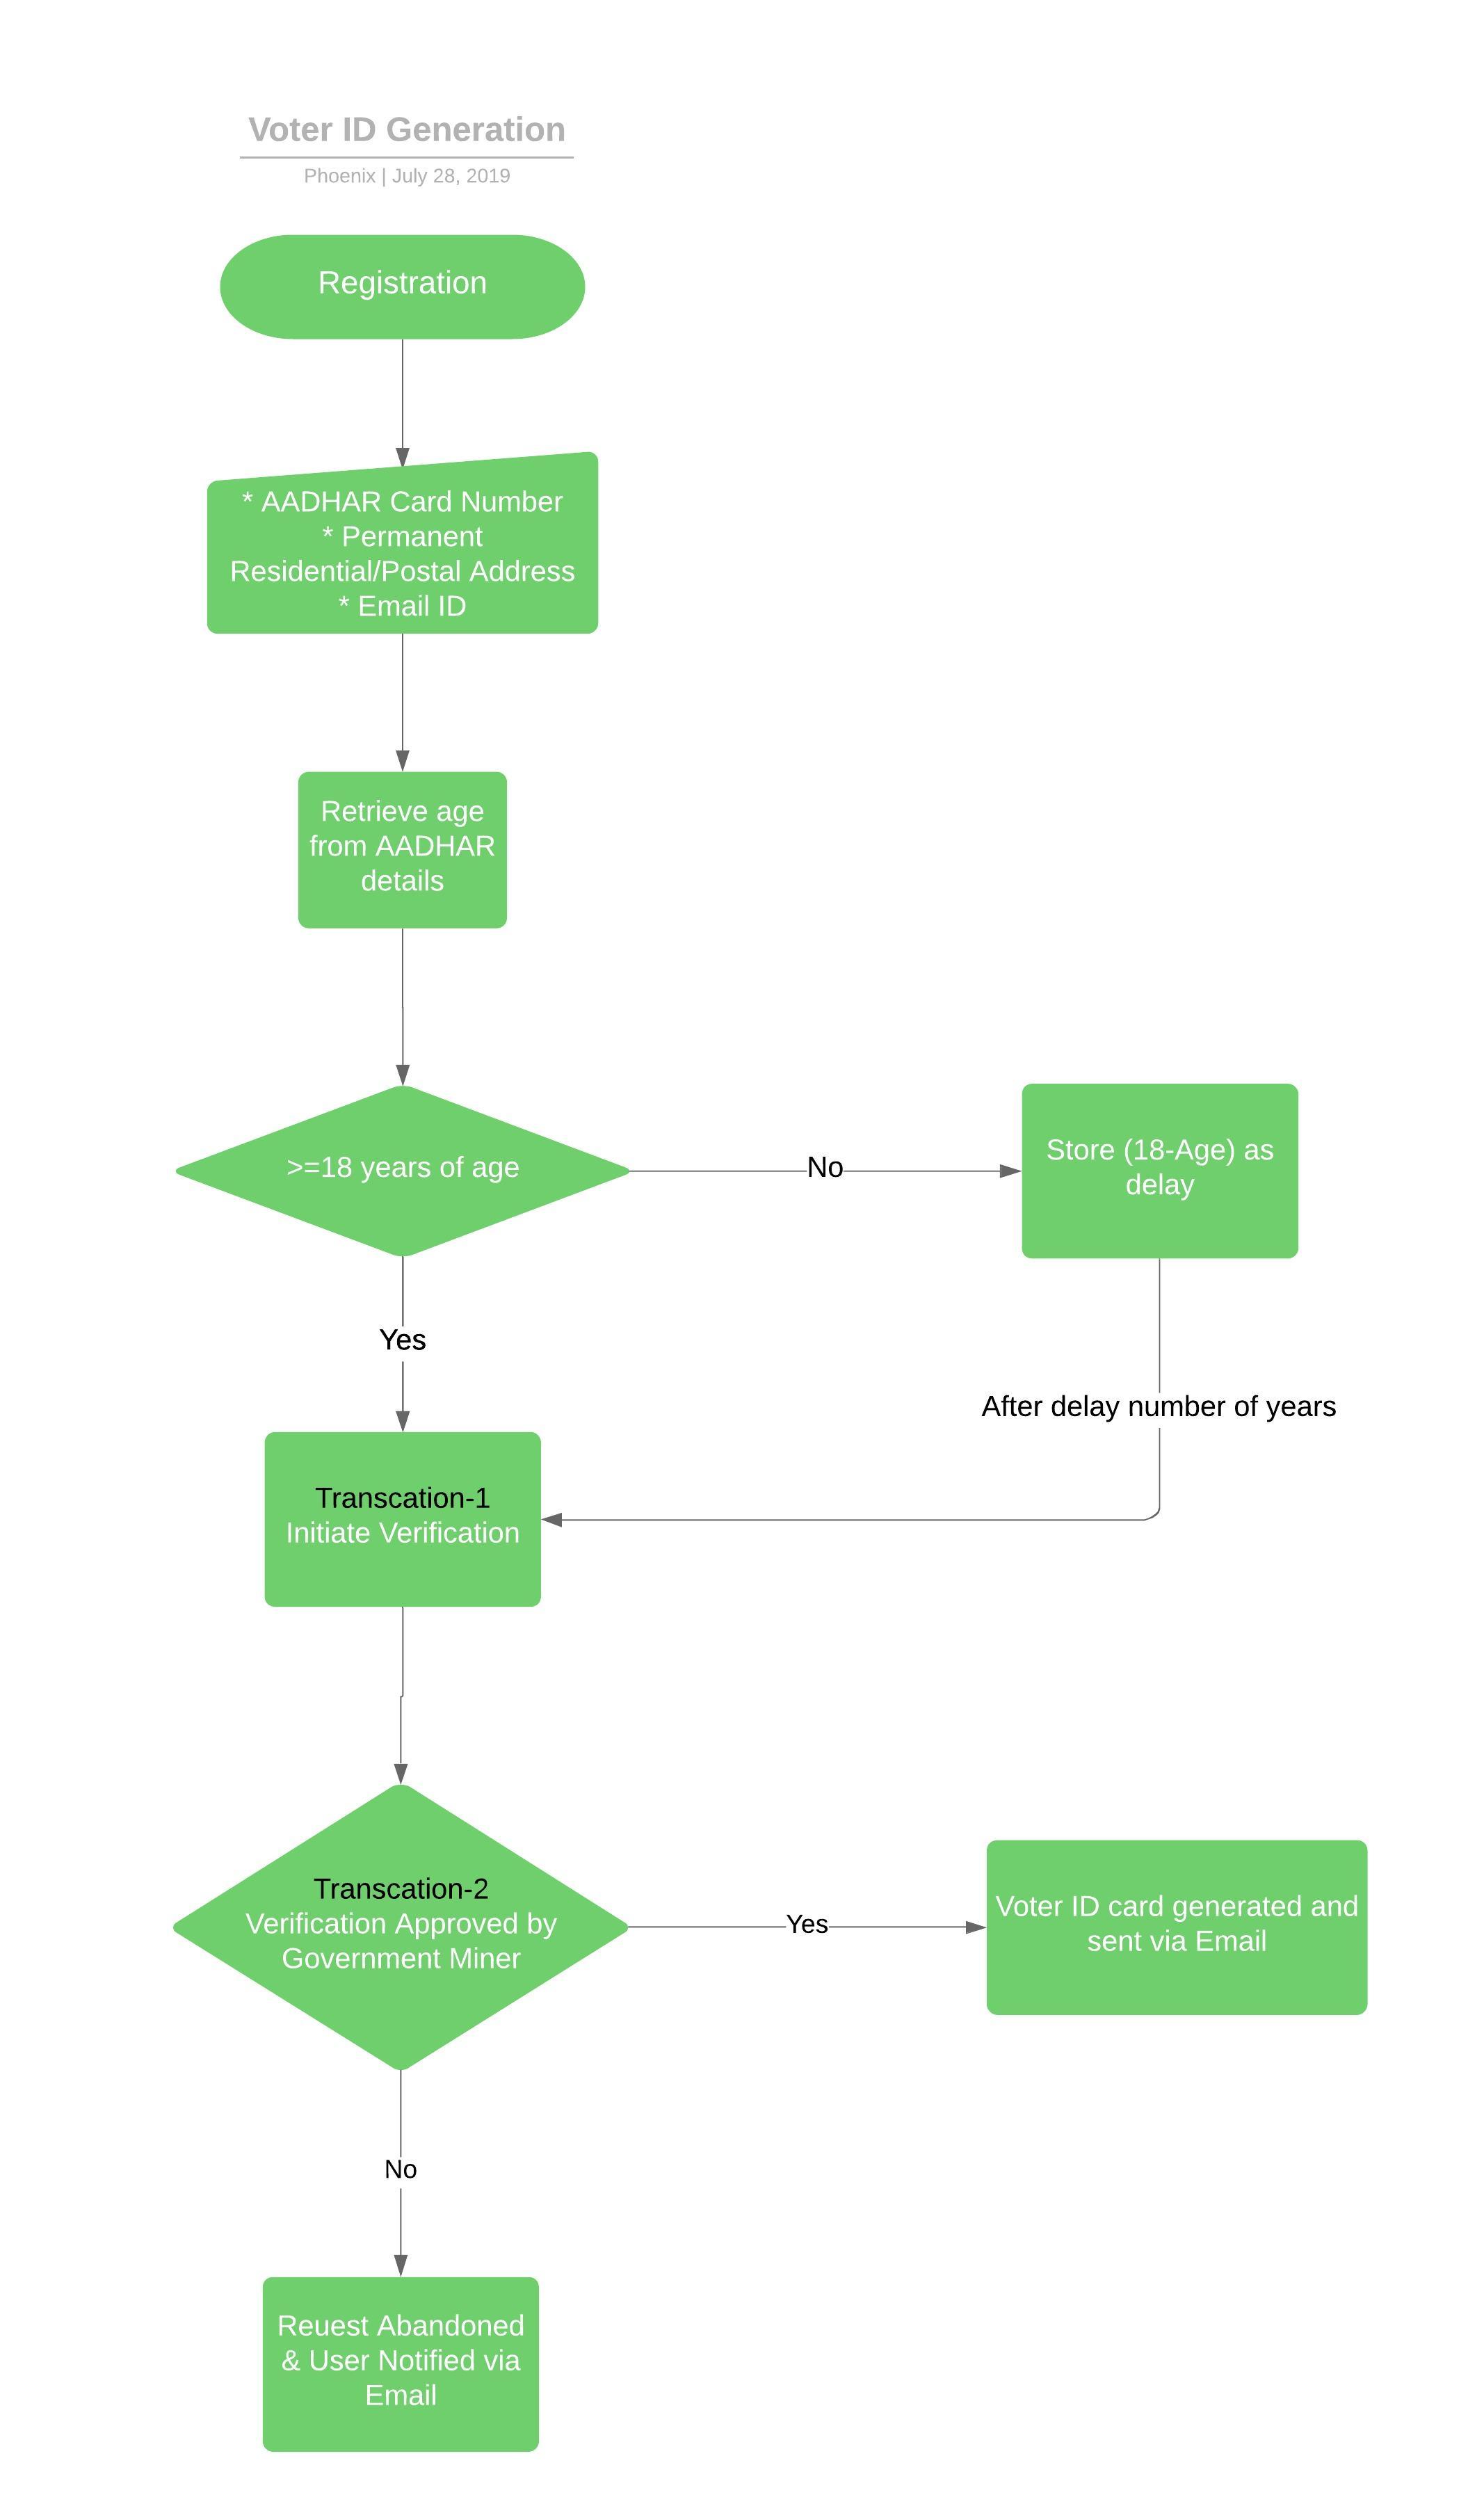 Voter ID Generation
Phoenix | July 28, 2019
Registration
* AADHAR Card Number
* Permanent
Residential/Postal Address
* Email ID
Retrieve age
from AADHAR
details
>=18 years of age
No
Store (18-Age) as
delay
Yes
After delay number of years
Transcation-1
Initiate Verification
Transcation-2
Verification Approved by
Government Miner
Yes
Voter ID card generated and
sent via Email
No
Reuest Abandoned
& User Notified via
Email